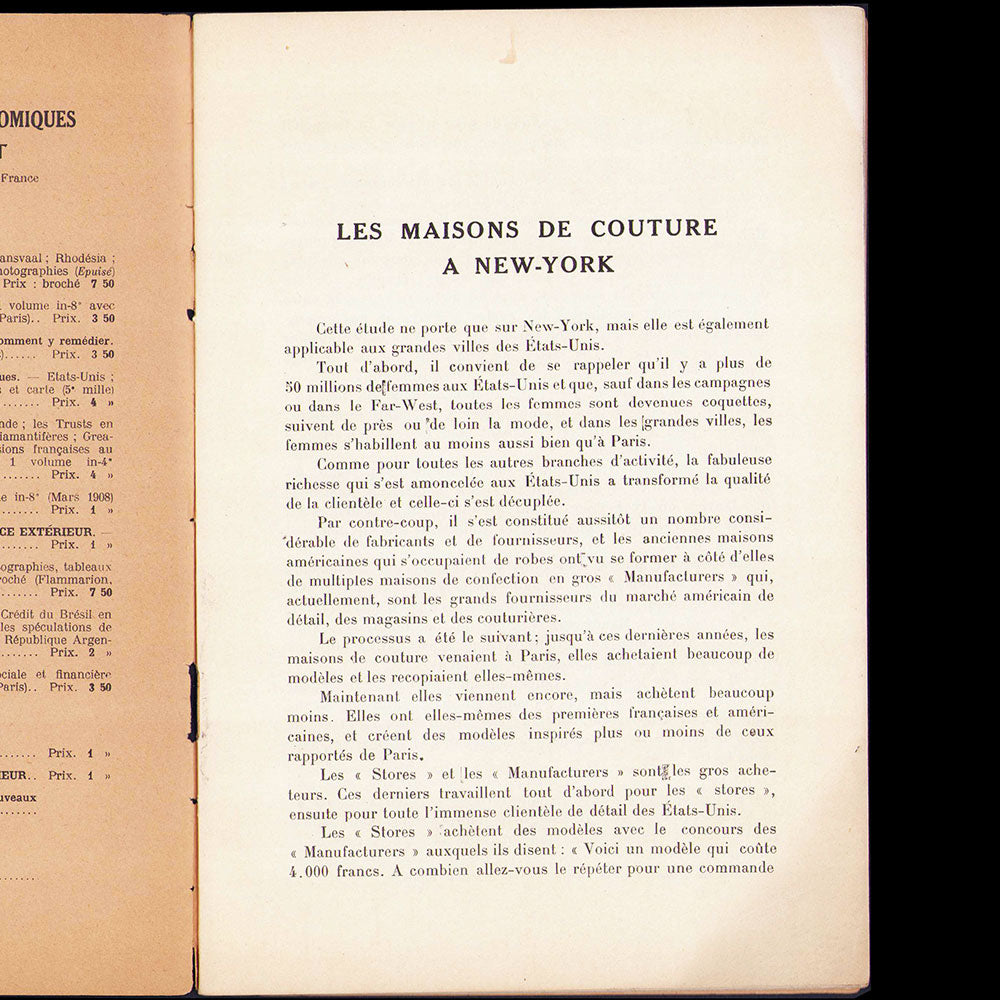 OMIQUES
T
France
ansvaal ; Rhodésia ;
hotographies (Epuisé)
Prix : broché 7 50
volume in-8° avec
Paris).. Prix. 3 50
omment y remédier.
)...... Prix. 3 50
ues. — Etats-Unis ;
s et carte (5e mille)
........ Prix. 4 »
nde ; les Trusts en
diamantifères ; Grea-
sions françaises au
1 volume in-4°
........ Prix. 4 »
e in-8° (Mars 1908)
........ Prix. 1 »
CE EXTÉRIEUR. —
........ Prix. 1 »
ographies, tableaux
roché (Flammarion.
........ Prix. 7 50
Crédit du Brésil en
les spéculations de
République Argen-
........ Prix. 2 »
ociale et financière
Paris).. Prix. 3 50
........ Prix. 1 »
IEUR.. Prix. 1 »
uveaux
LES MAISONS DE COUTURE
A NEW-YORK
Cette étude ne porte que sur New-York, mais elle est également
applicable aux grandes villes des États-Unis.
Tout d'abord, il convient de se rappeler qu'il y a plus de
50 millions de femmes aux États-Unis et que, sauf dans les campagnes
ou dans le Far-West, toutes les femmes sont devenues coquettes,
suivent de près ou de loin la mode, et dans les grandes villes, les
femmes s'habillent au moins aussi bien qu'à Paris.
Comme pour toutes les autres branches d'activité, la fabuleuse
richesse qui s'est amoncelée aux États-Unis a transformé la qualité
de la clientèle et celle-ci s'est décuplée.
Par contre-coup, il s'est constitué aussitôt un nombre consi-
dérable de fabricants et de fournisseurs, et les anciennes maisons
américaines qui s'occupaient de robes ont vu se former à côté d'elles
de multiples maisons de confection en gros « Manufacturers » qui,
actuellement, sont les grands fournisseurs du marché américain de
détail, des magasins et des couturières.
Le processus a été le suivant ; jusqu'à ces dernières années, les
maisons de couture venaient à Paris, elles achetaient beaucoup de
modèles et les recopiaient elles-mêmes.
Maintenant elles viennent encore, mais achètent beaucoup
moins. Elles ont elles-mêmes des premières françaises et améri-
caines, et créent des modèles inspirés plus ou moins de ceux
rapportés de Paris.
Les « Stores » et les « Manufacturers » sont les gros ache-
teurs. Ces derniers travaillent tout d'abord pour les « stores »,
ensuite pour toute l'immense clientèle de détail des États-Unis.
Les « Stores » achètent des modèles avec le concours des
« Manufacturers » auxquels ils disent : « Voici un modèle qui coûte
4.000 francs. A combien allez-vous le répéter pour une commande